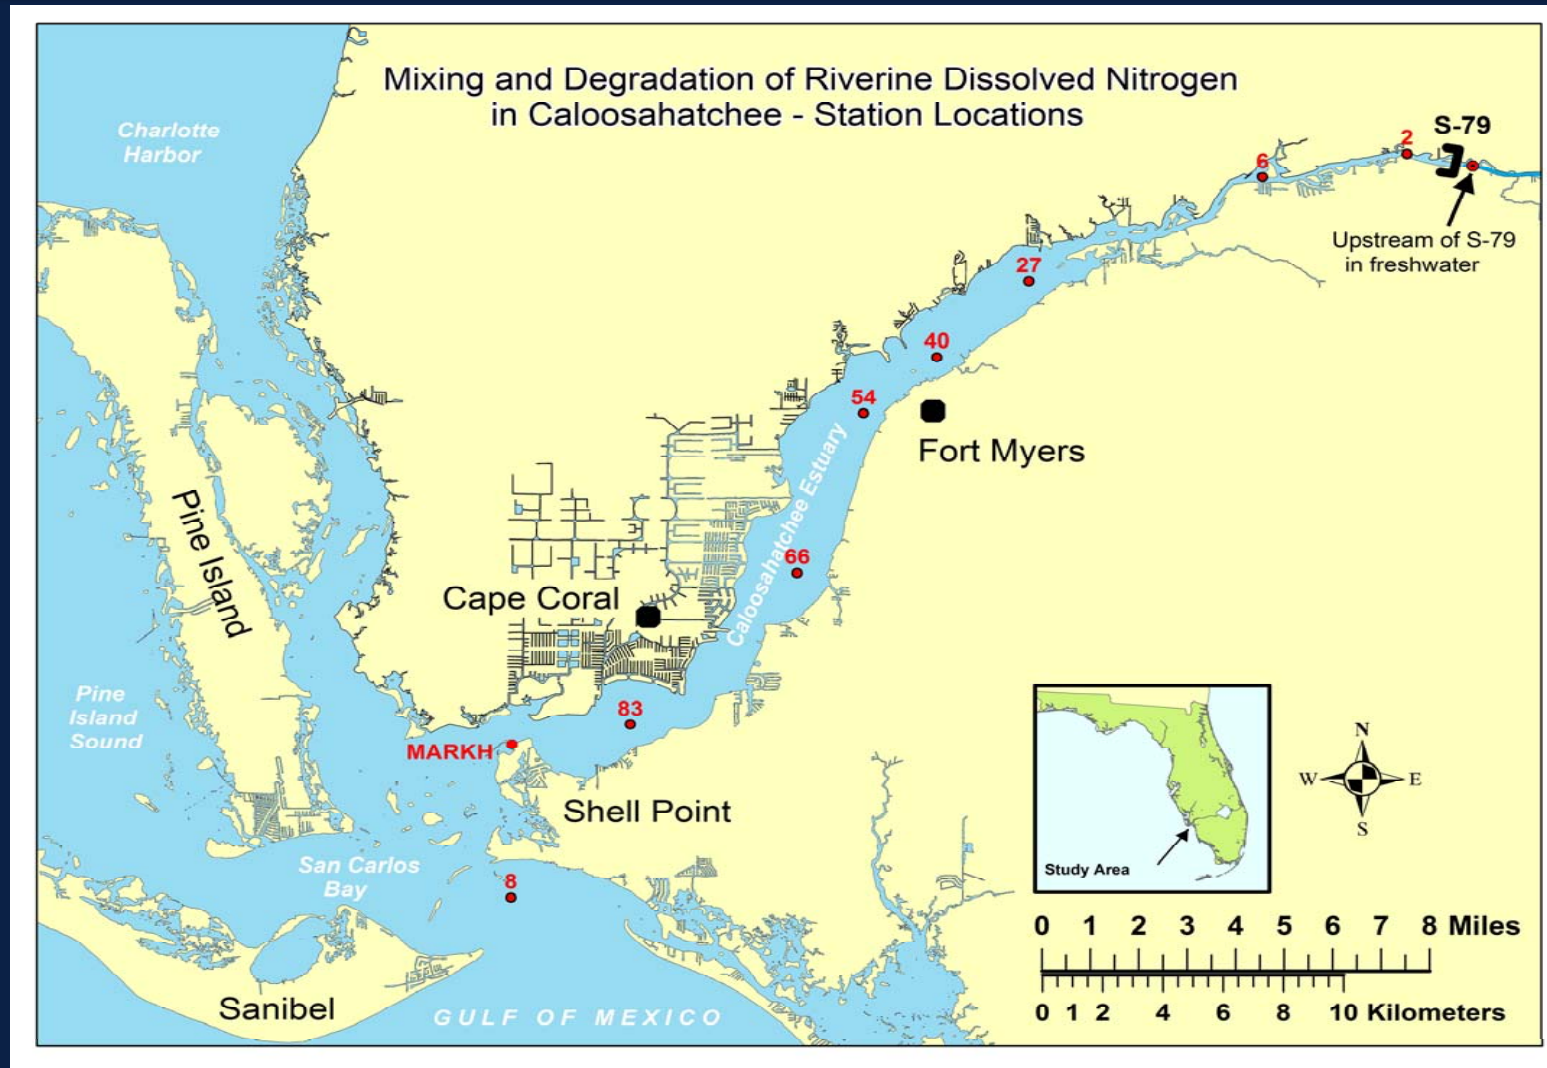 Mixing and Degradation of Riverine Dissolved Nitrogen
in Caloosahatchee - Station Locations
Charlotte
Harbor
S-79
2
6
Upstream of S-79
in freshwater
27
40
54
Fort Myers
Caloosahatchee Estuary
Pine Island
66
Cape Coral
Pine
Island
Sound
83
MARKH
Shell Point
San Carlos
Bay
8
Sanibel
GULF OF MEXICO
Study Area
N
W E
S
0 1 2 3 4 5 6 7 8 Miles
0 1 2 4 6 8 10 Kilometers